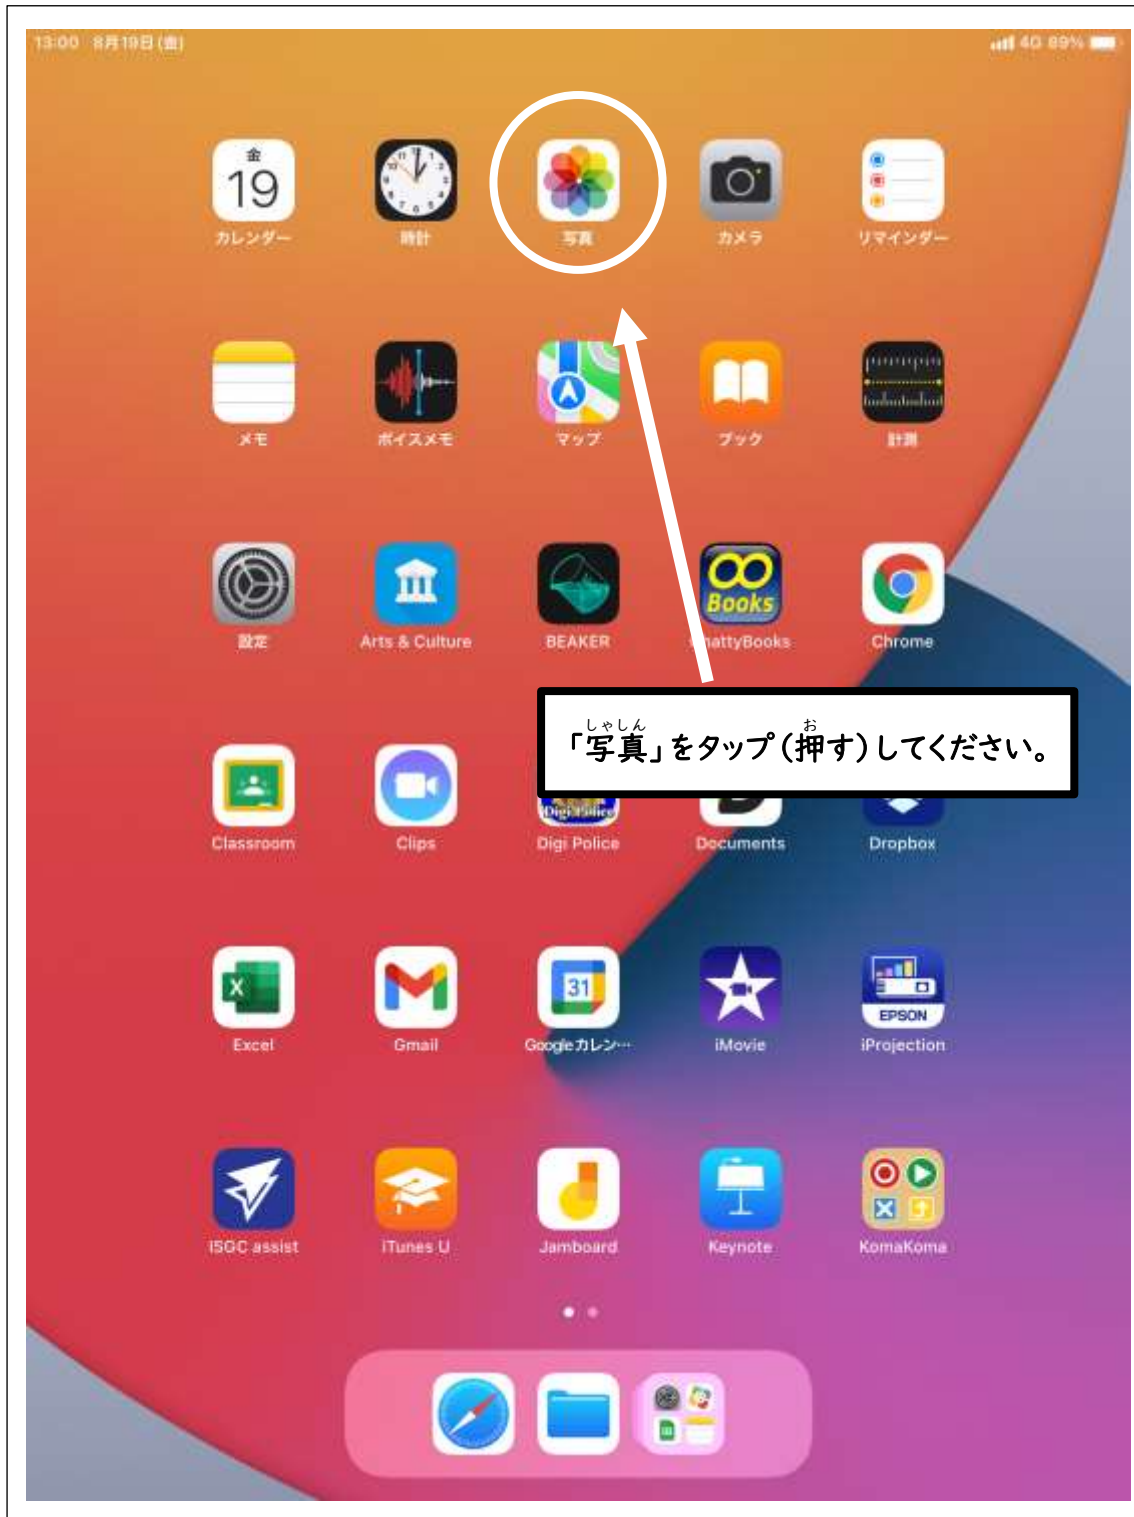 13:00 8月19日(金)
4G 89%
金
19
カレンダー
時計
写真
カメラ
リマインダー
メモ
ボイスメモ
マップ
ブック
計測
Books
設定
Arts & Culture
BEAKER
hattyBooks
Chrome
しゃしん お
「写真」をタップ(押す)してください。
Digi Police
Classroom
Clips
Digi Police
Documents
Dropbox
X
31
EPSON
Excel
Gmail
Googleカレン…
iMovie
iProjection
iSGC assist
iTunes U
Jamboard
Keynote
KomaKoma